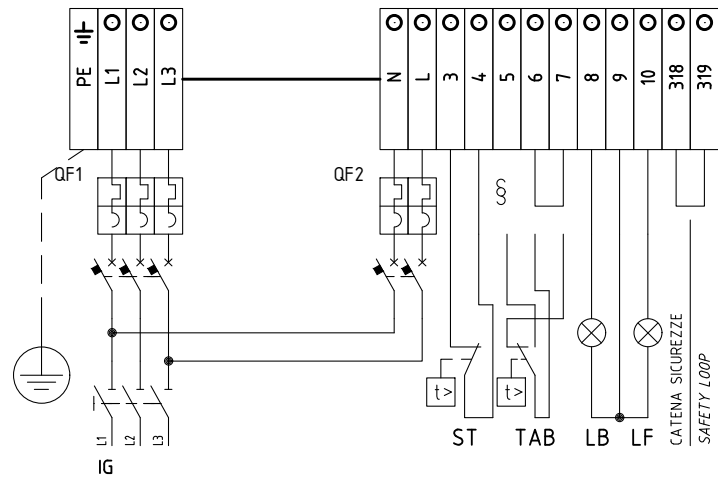 PE L1 L2 L3 N L 3 4 5 6 7 8 9 10 318 319
QF1
QF2
§
t>
t>
L1 L2 L3
IG
ST TAB LB LF
CATENA SICUREZZE
SAFETY LOOP